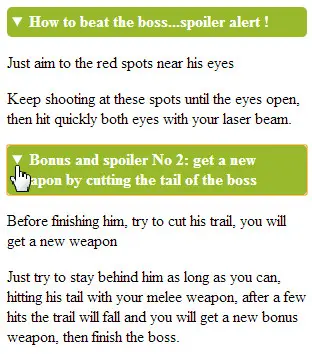 ▼ How to beat the boss...spoiler alert !
Just aim to the red spots near his eyes
Keep shooting at these spots until the eyes open,
then hit quickly both eyes with your laser beam.
▼ Bonus and spoiler No 2: get a new
apon by cutting the tail of the boss
Before finishing him, try to cut his trail, you will
get a new weapon
Just try to stay behind him as long as you can,
hitting his tail with your melee weapon, after a few
hits the trail will fall and you will get a new bonus
weapon, then finish the boss.